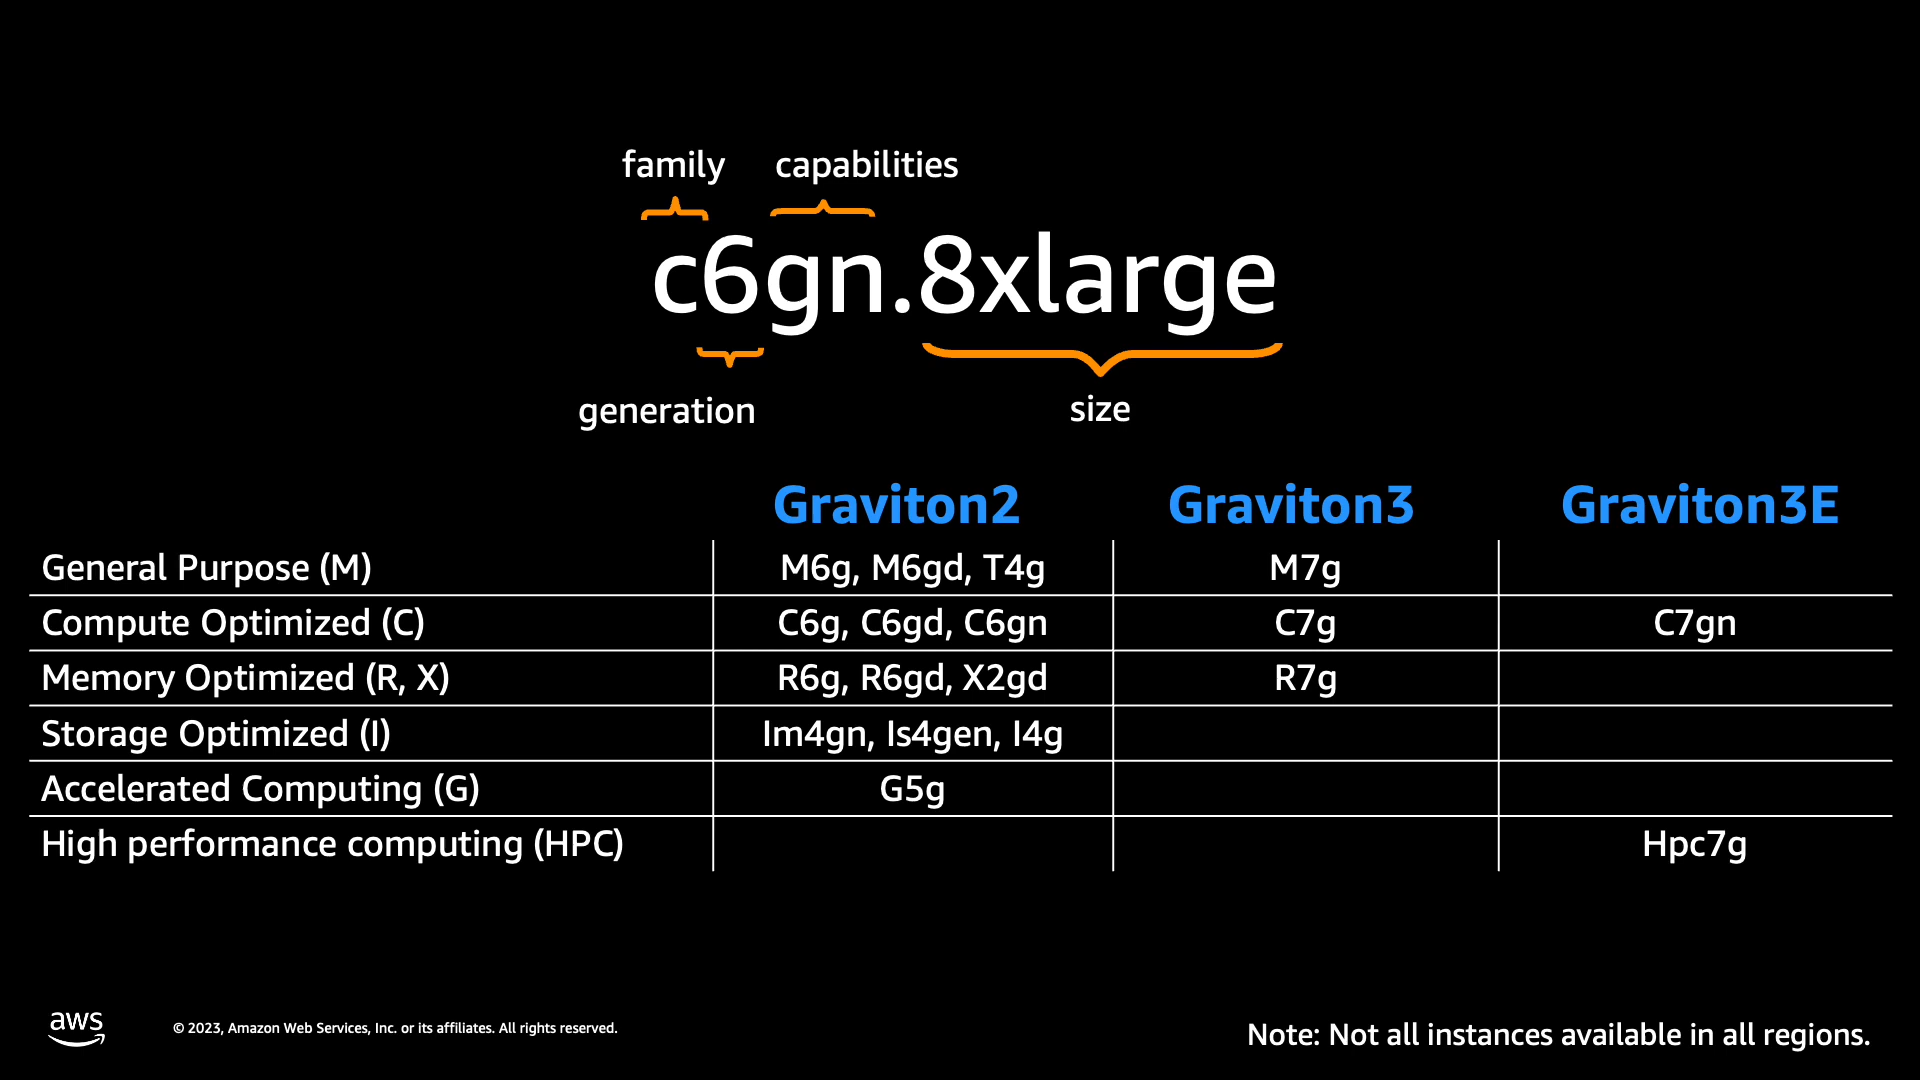 family capabilities
c6gn.8xlarge
generation size
Graviton2 Graviton3 Graviton3E
General Purpose (M) M6g, M6gd, T4g M7g
Compute Optimized (C) C6g, C6gd, C6gn C7g C7gn
Memory Optimized (R, X) R6g, R6gd, X2gd R7g
Storage Optimized (I) Im4gn, Is4gen, I4g
Accelerated Computing (G) G5g
High performance computing (HPC) Hpc7g
aws © 2023, Amazon Web Services, Inc. or its affiliates. All rights reserved. Note: Not all instances available in all regions.